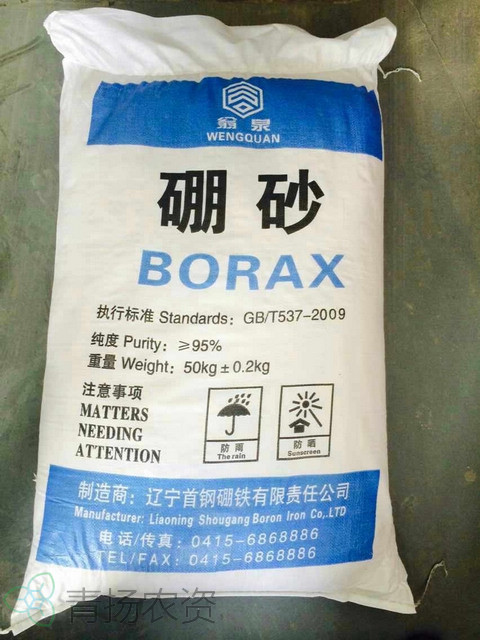 翁泉
WENGQUAN
硼砂
BORAX
执行标准 Standards: GB/T537-2009
纯度 Purity: ≥95%
重量 Weight: 50kg±0.2kg
注意事项
MATTERS
NEEDING
ATTENTION
防雨
The rain
防晒
Sunscreen
制造商: 辽宁首钢硼铁有限责任公司
Manufacturer: Liaoning Shougang Boron Iron Co,.LTD
电话/传真: 0415-6868886
TEL/FAX: 0415-6868886
青扬农资